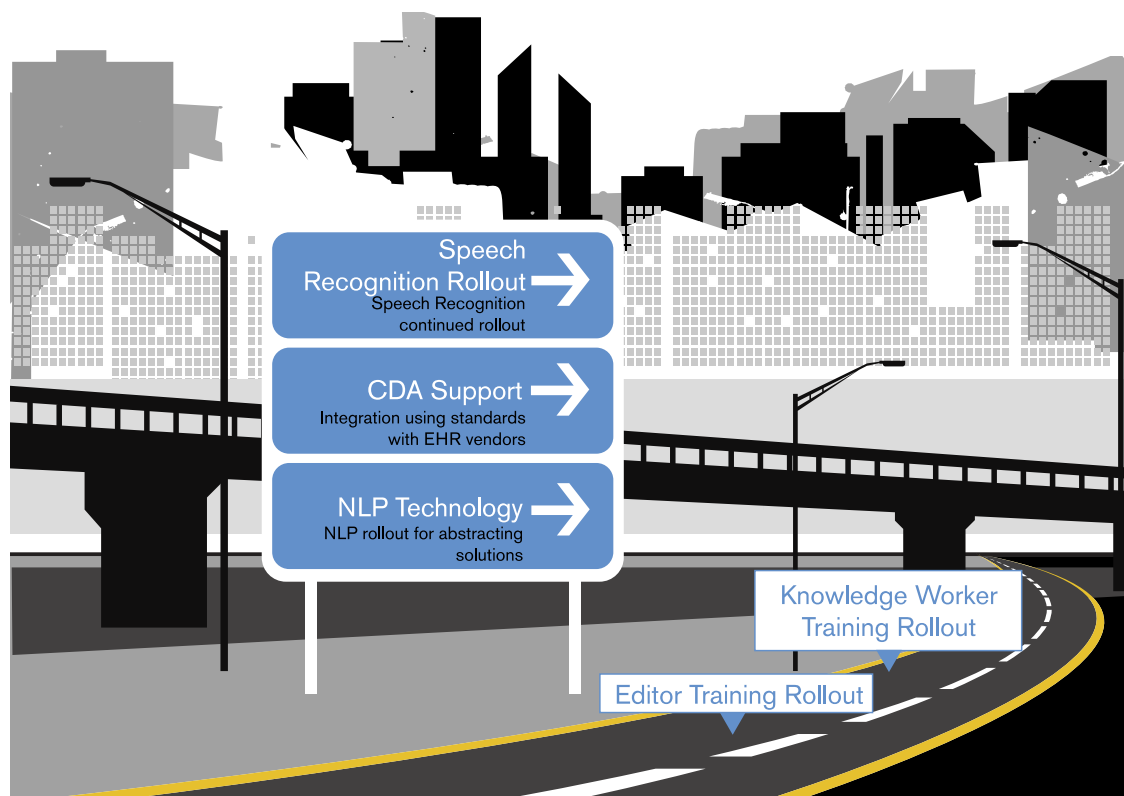 Speech
Recognition Rollout
Speech Recognition
continued rollout
CDA Support
Integration using standards
with EHR vendors
NLP Technology
NLP rollout for abstracting
solutions
Knowledge Worker
Training Rollout
Editor Training Rollout